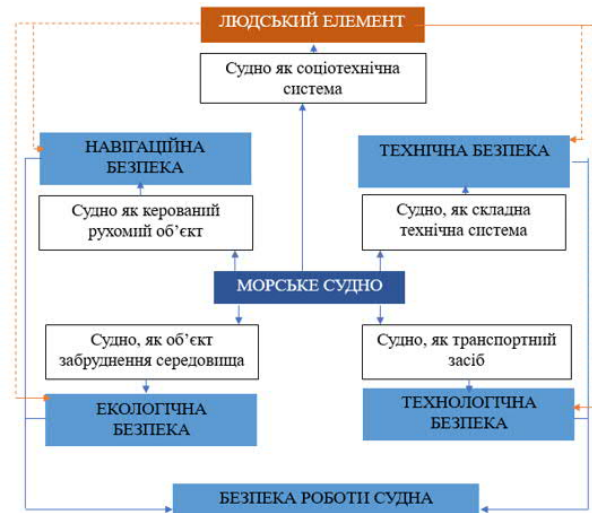 ЛЮДСЬКИЙ ЕЛЕМЕНТ
Судно як соціотехнічна
система
НАВІГАЦІЙНА
БЕЗПЕКА
ТЕХНІЧНА БЕЗПЕКА
Судно як керований
рухомий об’єкт
Судно, як складна
технічна система
МОРСЬКЕ СУДНО
Судно, як об’єкт
забруднення середовища
Судно, як транспортний
засіб
ЕКОЛОГІЧНА
БЕЗПЕКА
ТЕХНОЛОГІЧНА
БЕЗПЕКА
БЕЗПЕКА РОБОТИ СУДНА